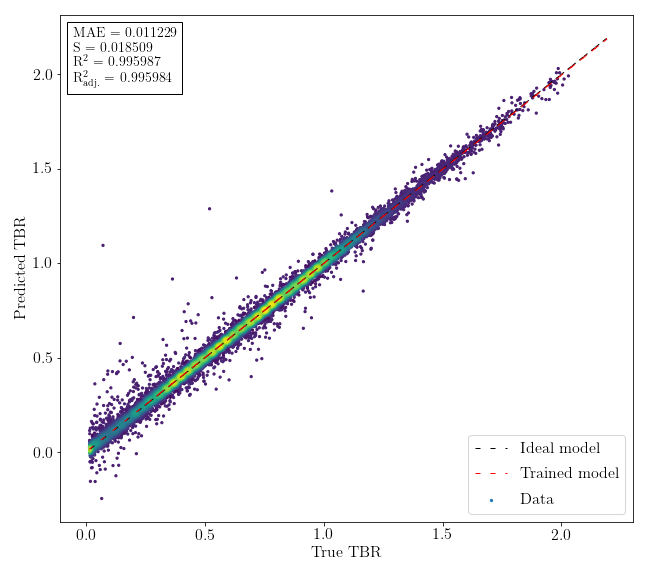 MAE = 0.011229
S = 0.018509
R² = 0.995987
R²adj. = 0.995984
2.0
1.5
1.0
0.5
0.0
Predicted TBR
Ideal model
Trained model
Data
0.0 0.5 1.0 1.5 2.0
True TBR